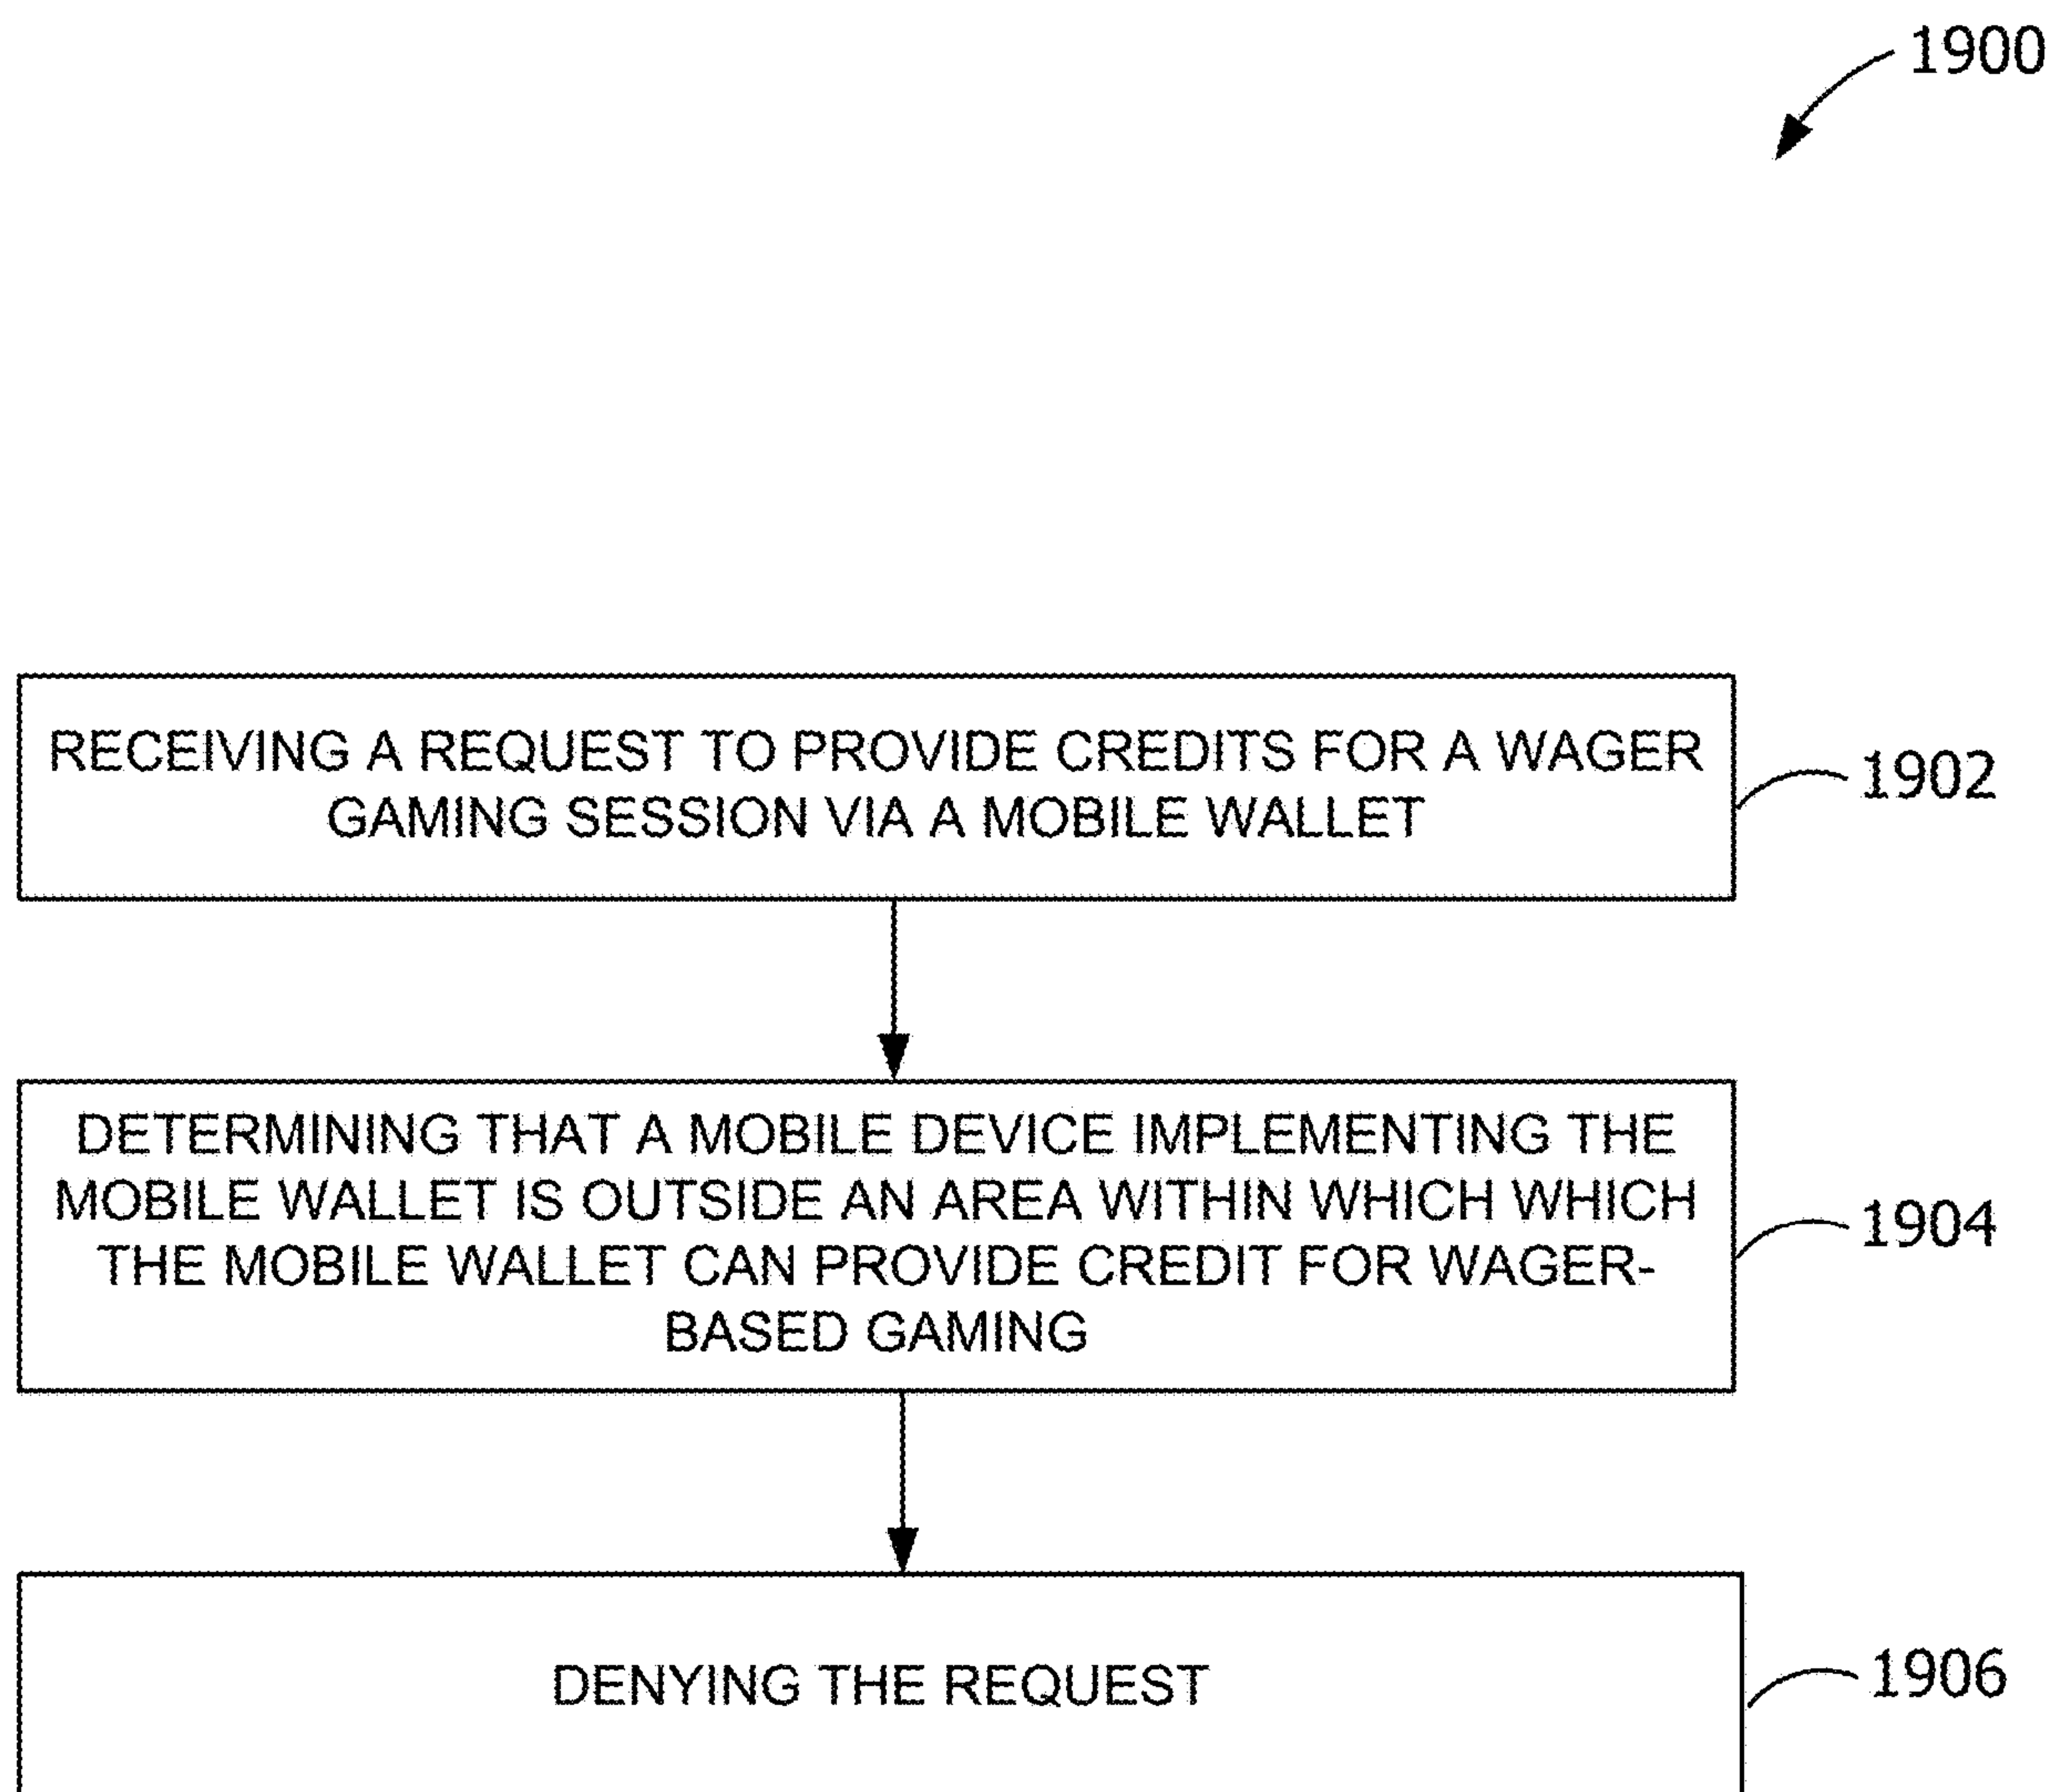 1900
RECEIVING A REQUEST TO PROVIDE CREDITS FOR A WAGER
GAMING SESSION VIA A MOBILE WALLET
1902
DETERMINING THAT A MOBILE DEVICE IMPLEMENTING THE
MOBILE WALLET IS OUTSIDE AN AREA WITHIN WHICH WHICH
THE MOBILE WALLET CAN PROVIDE CREDIT FOR WAGER-
BASED GAMING
1904
DENYING THE REQUEST
1906